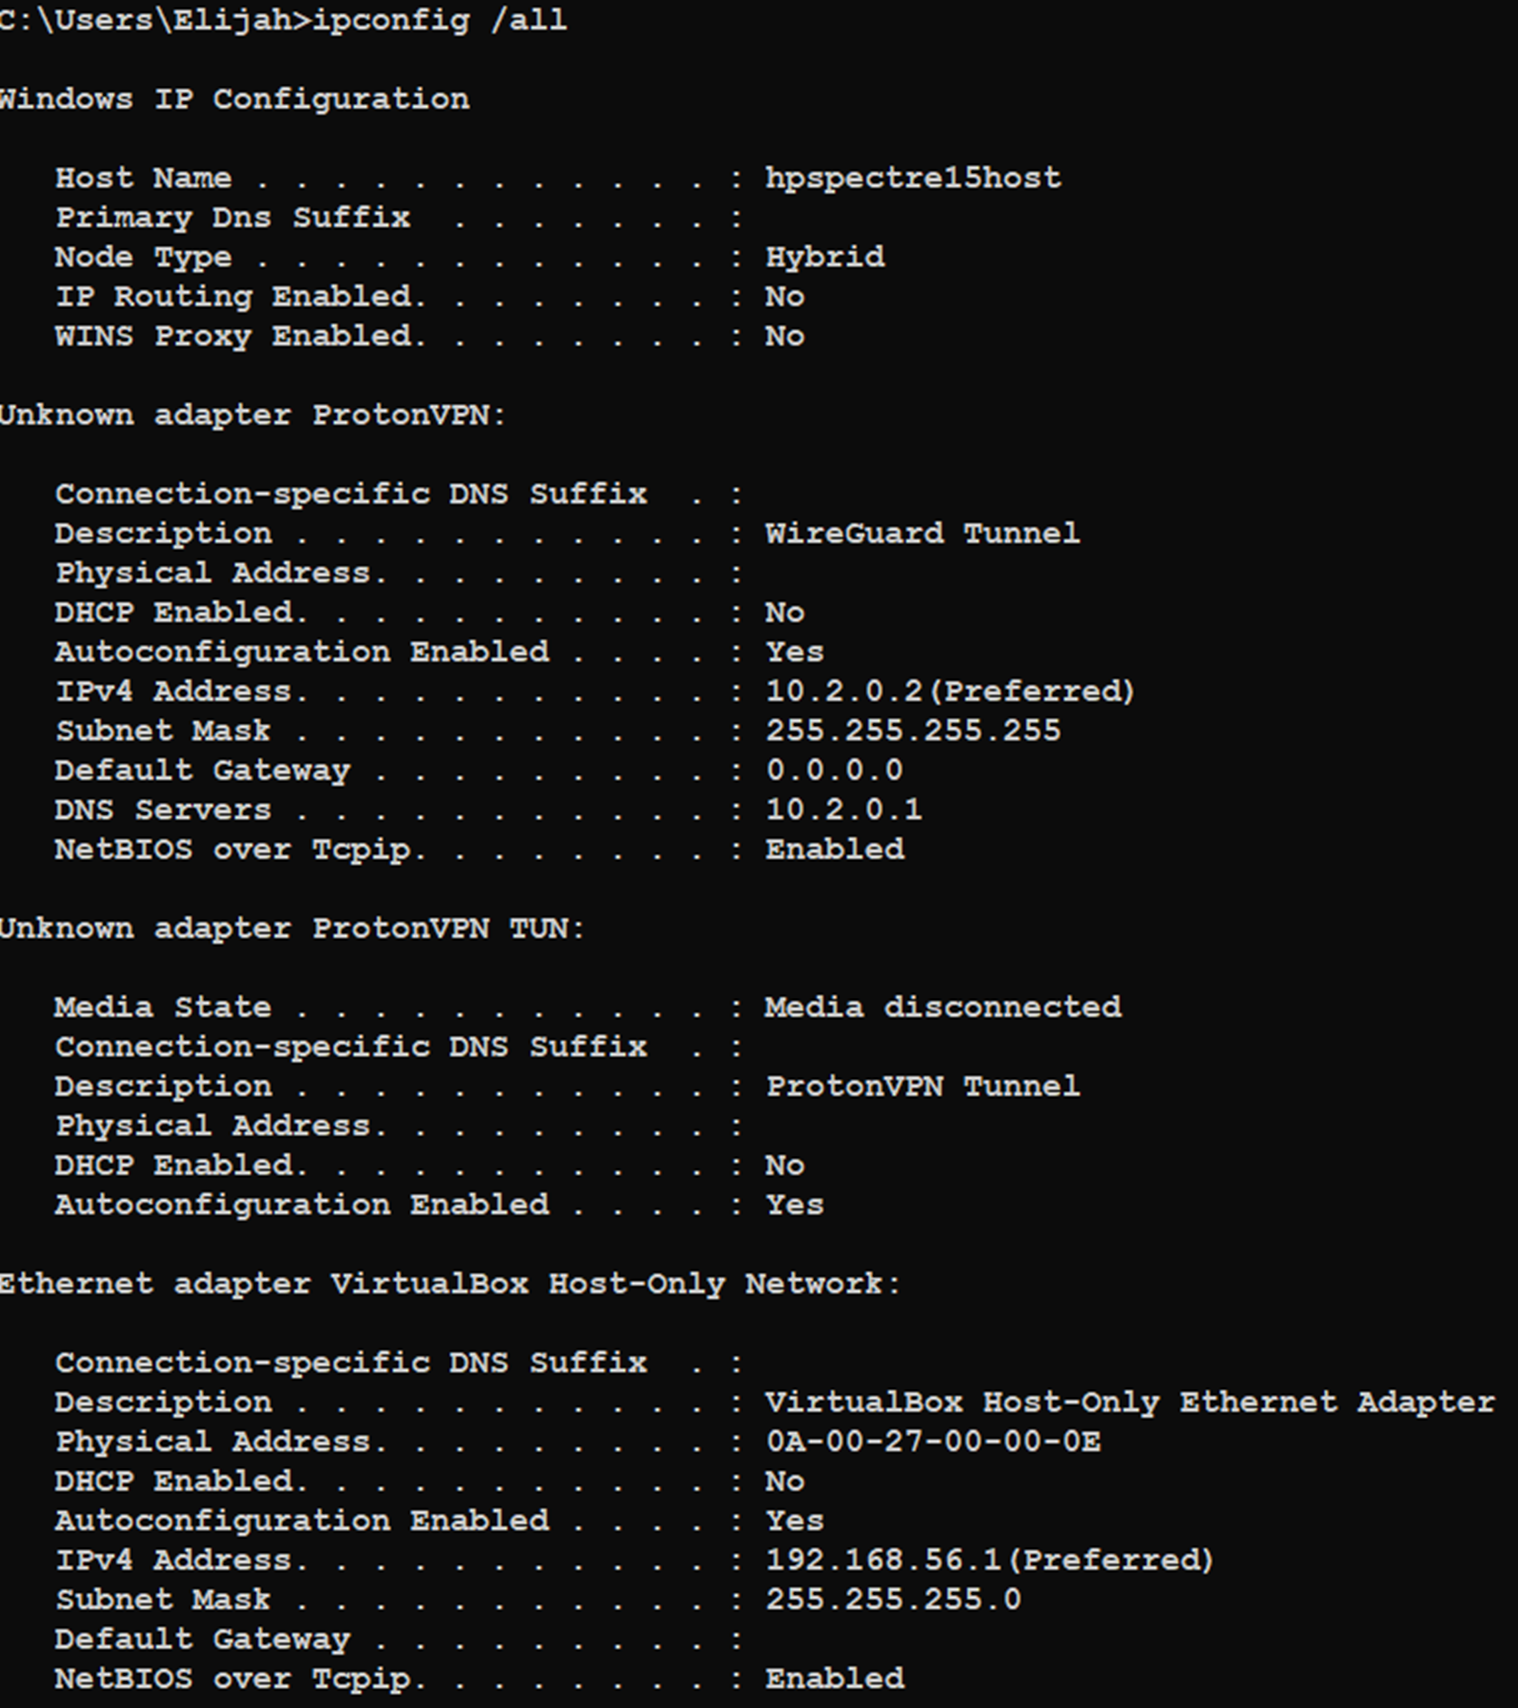 C:\Users\Elijah>ipconfig /all
Windows IP Configuration
Host Name . . . . . . . . . . . . : hpspectre15host
Primary Dns Suffix  . . . . . . . :
Node Type . . . . . . . . . . . . : Hybrid
IP Routing Enabled. . . . . . . . : No
WINS Proxy Enabled. . . . . . . . : No
Unknown adapter ProtonVPN:
Connection-specific DNS Suffix  . :
Description . . . . . . . . . . . : WireGuard Tunnel
Physical Address. . . . . . . . . :
DHCP Enabled. . . . . . . . . . . : No
Autoconfiguration Enabled . . . . : Yes
IPv4 Address. . . . . . . . . . . : 10.2.0.2(Preferred)
Subnet Mask . . . . . . . . . . . : 255.255.255.255
Default Gateway . . . . . . . . . : 0.0.0.0
DNS Servers . . . . . . . . . . . : 10.2.0.1
NetBIOS over Tcpip. . . . . . . . : Enabled
Unknown adapter ProtonVPN TUN:
Media State . . . . . . . . . . . : Media disconnected
Connection-specific DNS Suffix  . :
Description . . . . . . . . . . . : ProtonVPN Tunnel
Physical Address. . . . . . . . . :
DHCP Enabled. . . . . . . . . . . : No
Autoconfiguration Enabled . . . . : Yes
Ethernet adapter VirtualBox Host-Only Network:
Connection-specific DNS Suffix  . :
Description . . . . . . . . . . . : VirtualBox Host-Only Ethernet Adapter
Physical Address. . . . . . . . . : 0A-00-27-00-00-0E
DHCP Enabled. . . . . . . . . . . : No
Autoconfiguration Enabled . . . . : Yes
IPv4 Address. . . . . . . . . . . : 192.168.56.1(Preferred)
Subnet Mask . . . . . . . . . . . : 255.255.255.0
Default Gateway . . . . . . . . . :
NetBIOS over Tcpip. . . . . . . . : Enabled